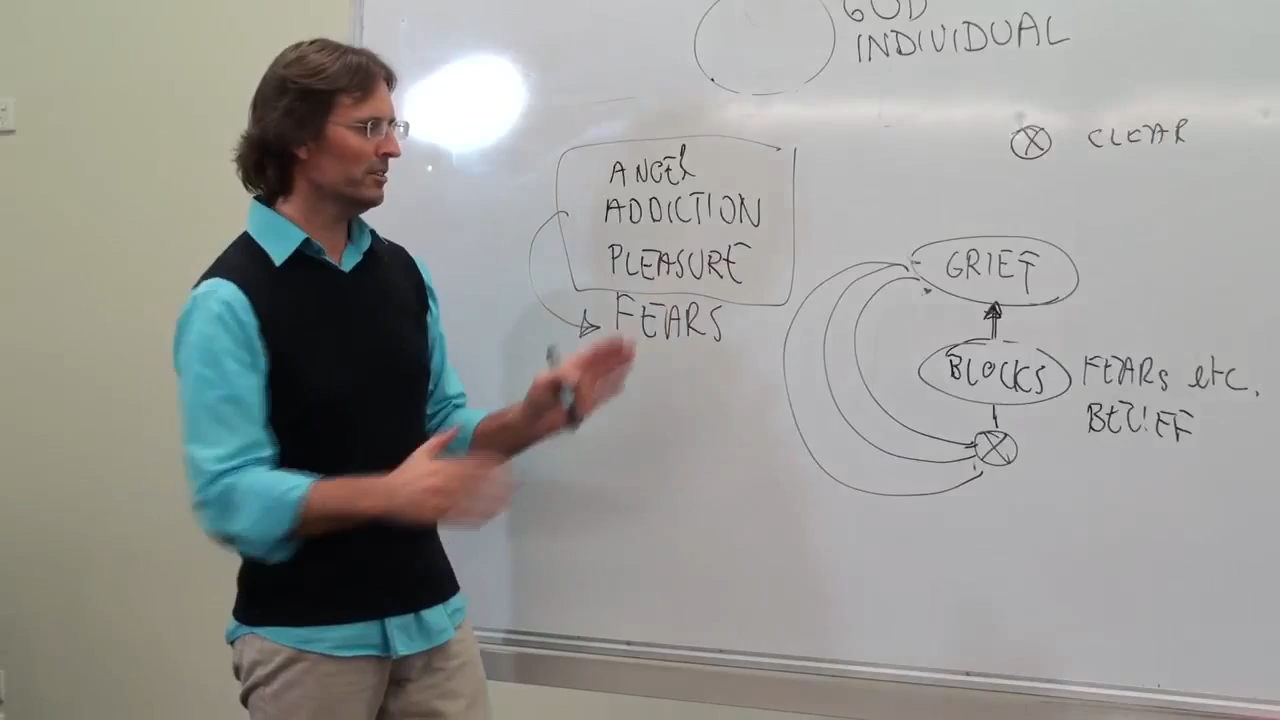 GOD
INDIVIDUAL
CLEAR
ANGER
ADDICTION
PLEASURE
FEARS
GRIEF
BLOCKS
FEARS etc.
BELIEF